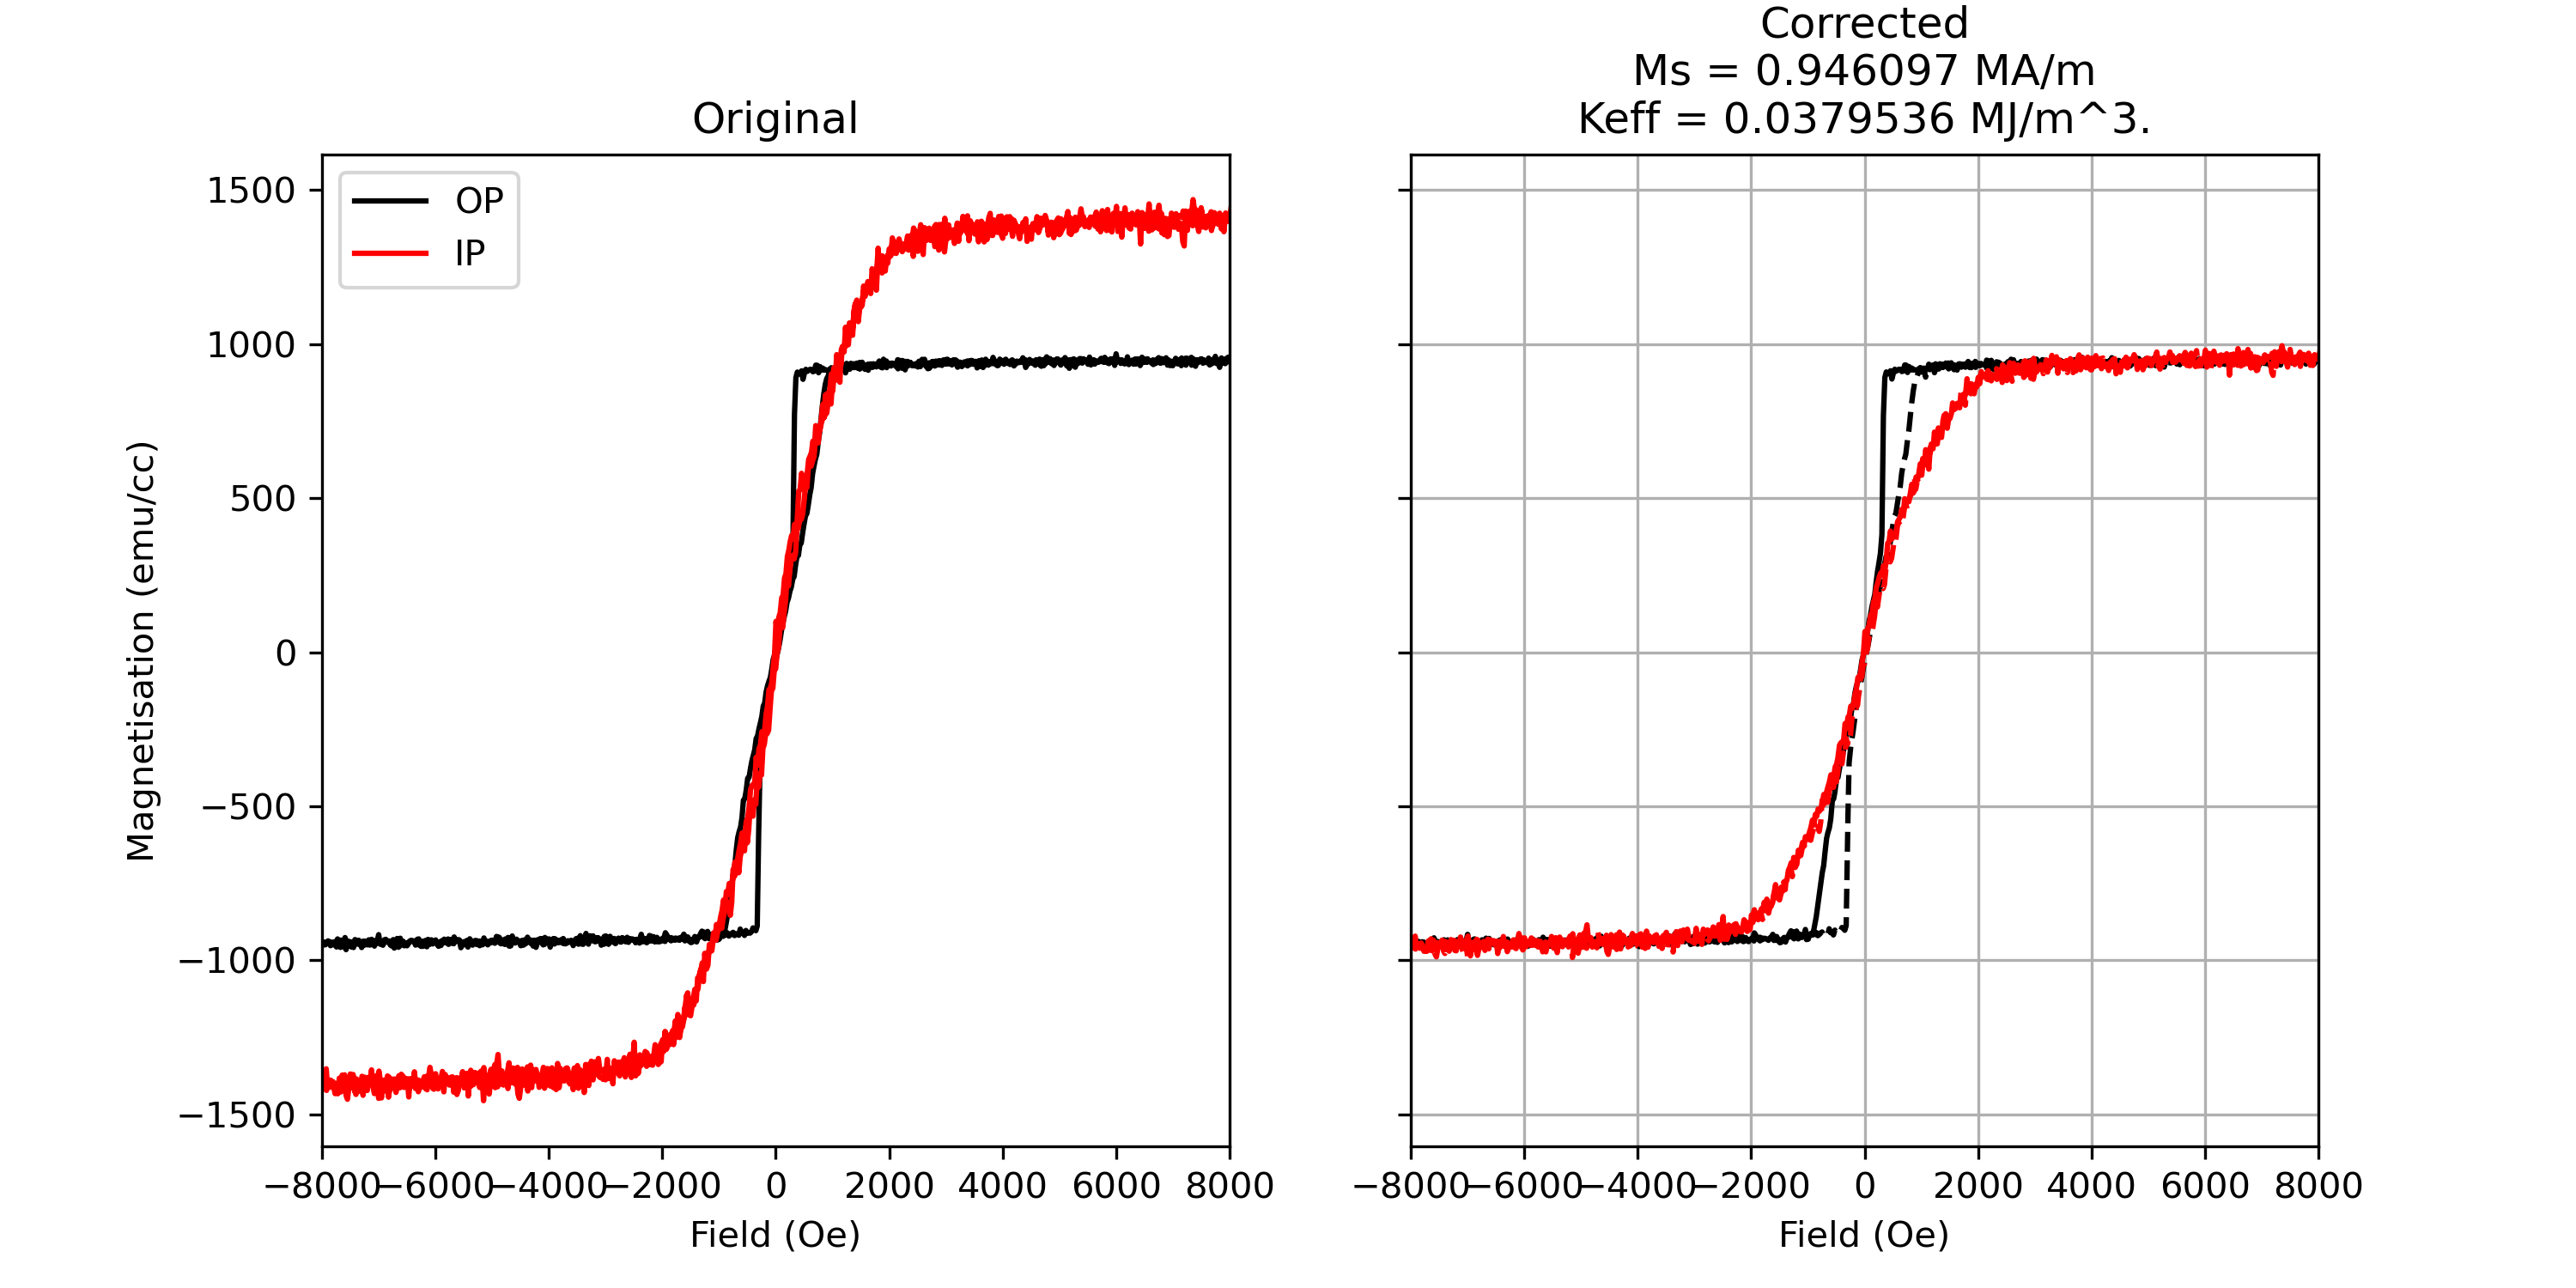 Original
OP
IP
1500
1000
500
0
−500
−1000
−1500
Magnetisation (emu/cc)
−8000 −6000 −4000 −2000 0 2000 4000 6000 8000
Field (Oe)
Corrected
Ms = 0.946097 MA/m
Keff = 0.0379536 MJ/m^3.
−8000 −6000 −4000 −2000 0 2000 4000 6000 8000
Field (Oe)